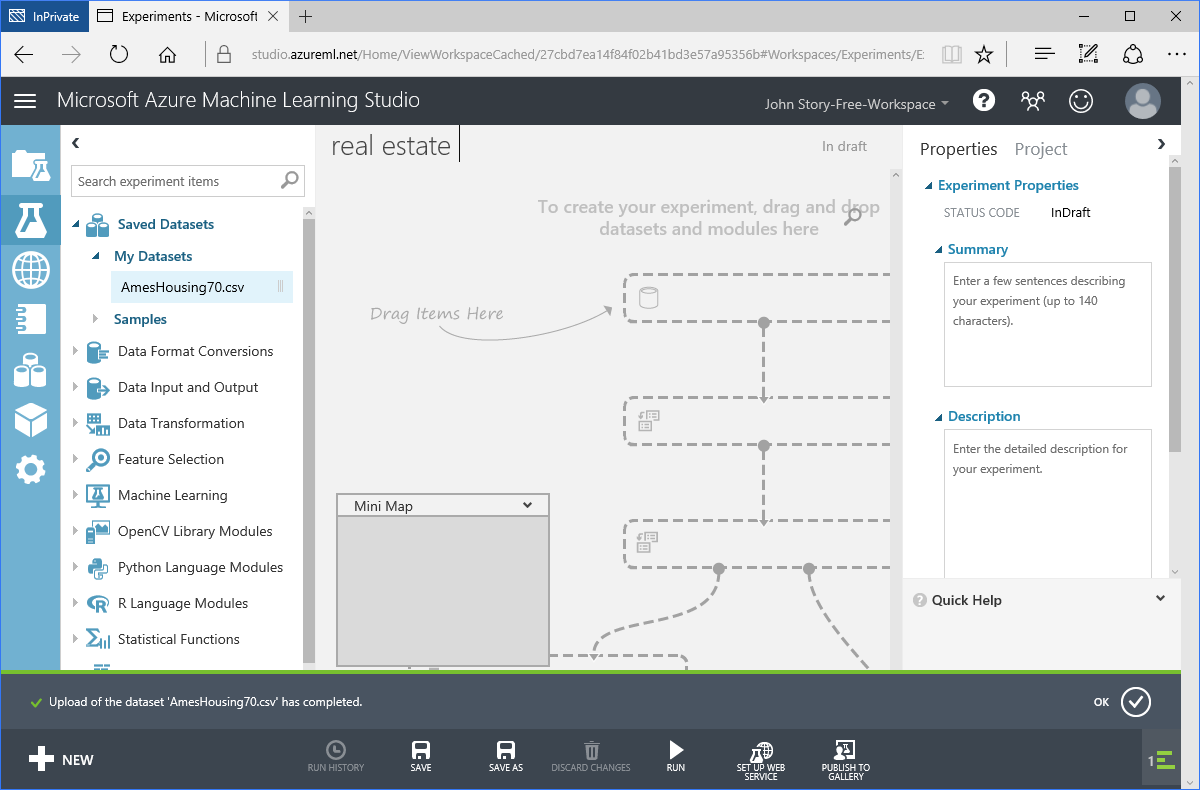 InPrivate
Experiments - Microsoft
studio.azureml.net/Home/ViewWorkspaceCached/27cbd7ea14f84f02b41bd3e57a95356b#Workspaces/Experiments/E
Microsoft Azure Machine Learning Studio
John Story-Free-Workspace
real estate
In draft
Properties
Project
Search experiment items
Experiment Properties
STATUS CODE
InDraft
Saved Datasets
My Datasets
AmesHousing70.csv
Samples
Data Format Conversions
Data Input and Output
Data Transformation
Feature Selection
Machine Learning
OpenCV Library Modules
Python Language Modules
R Language Modules
Statistical Functions
To create your experiment, drag and drop
datasets and modules here
Drag Items Here
Mini Map
Summary
Enter a few sentences describing
your experiment (up to 140
characters).
Description
Enter the detailed description for
your experiment.
Quick Help
Upload of the dataset 'AmesHousing70.csv' has completed.
OK
NEW
RUN HISTORY
SAVE
SAVE AS
DISCARD CHANGES
RUN
SET UP WEB
SERVICE
PUBLISH TO
GALLERY
1